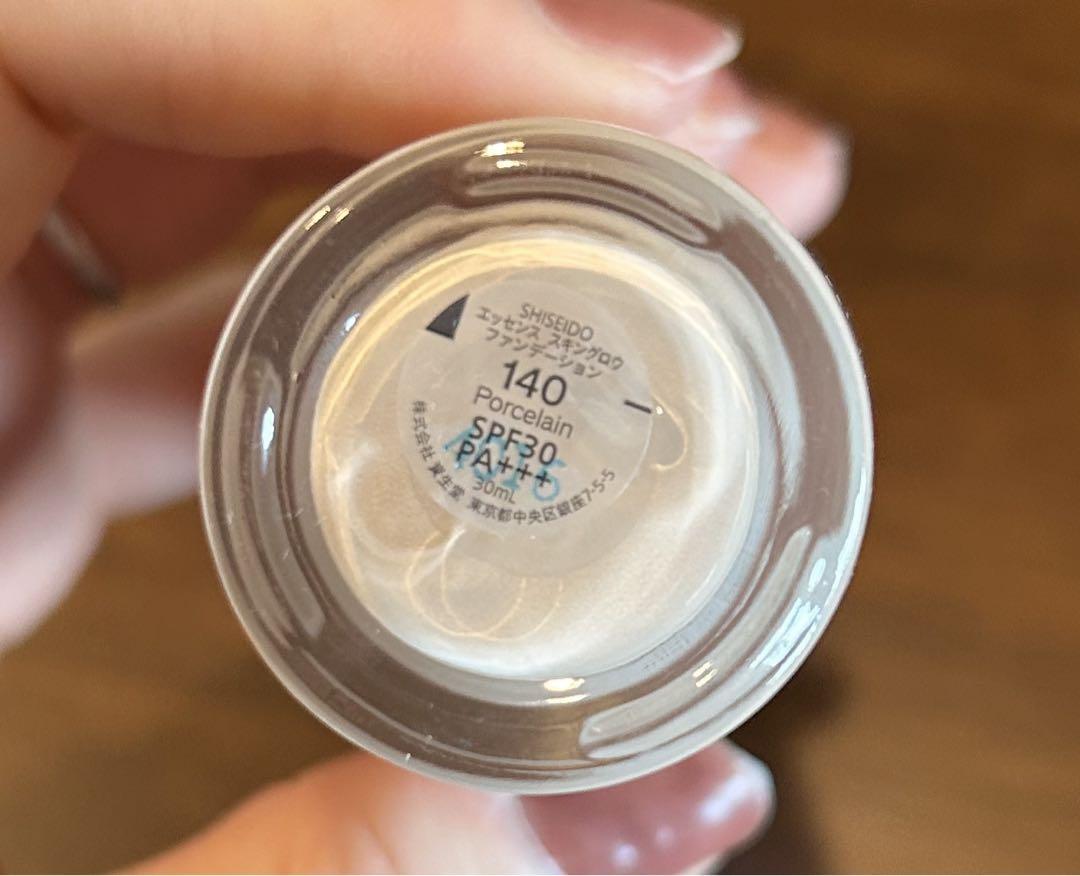 SHISEIDO
エッセンス スキングロウ
ファンデーション
140
Porcelain
SPF30
PA+++
30mL
株式会社 資生堂 東京都中央区銀座7-5-5